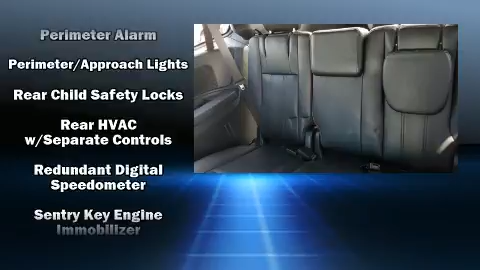 Perimeter Alarm
Perimeter/Approach Lights
Rear Child Safety Locks
Rear HVAC
w/Separate Controls
Redundant Digital
Speedometer
Sentry Key Engine
Immobilizer